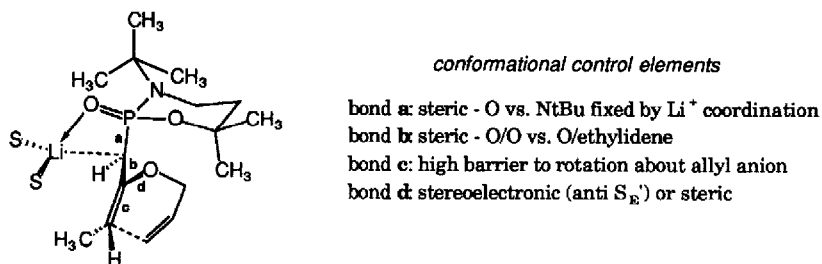 CH₃
H₃C
CH₃
N
O
P
O
CH₃
CH₃
a
S
Li
S
b
H
O
d
c
H₃C
H
conformational control elements
bond a: steric - O vs. NtBu fixed by Li⁺ coordination
bond b: steric - O/O vs. O/ethylidene
bond c: high barrier to rotation about allyl anion
bond d: stereoelectronic (anti S_E') or steric